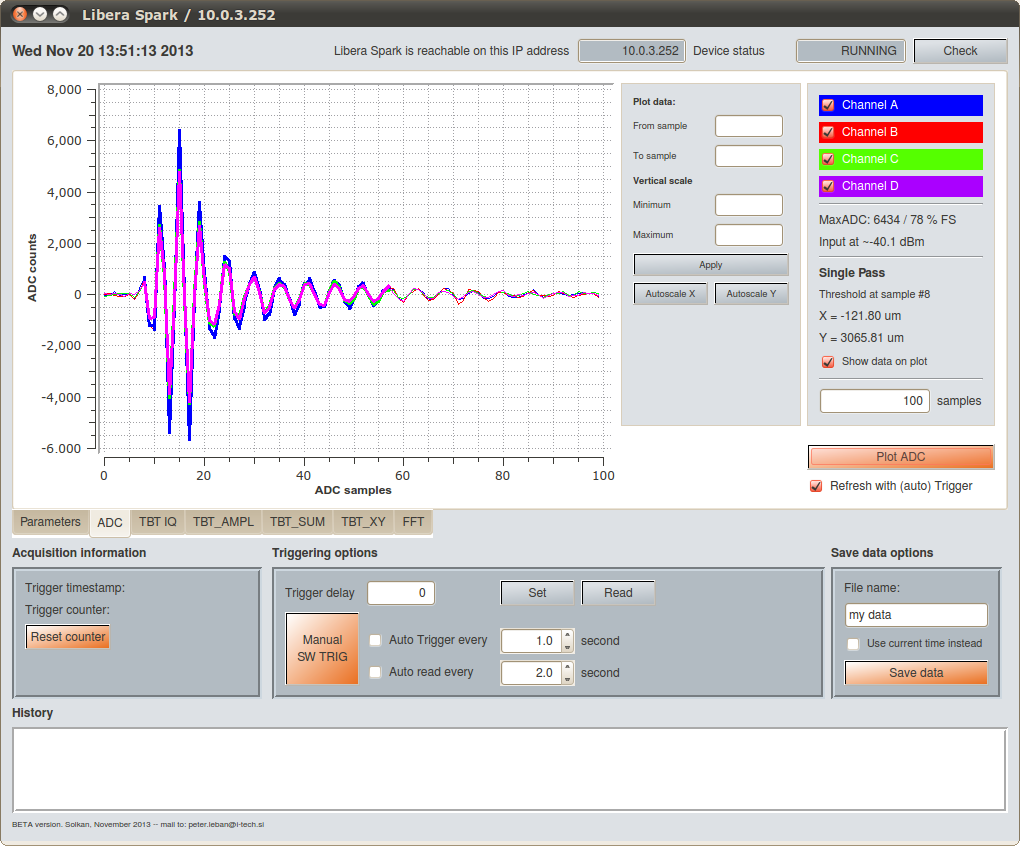 Libera Spark / 10.0.3.252
Wed Nov 20 13:51:13 2013
Libera Spark is reachable on this IP address
10.0.3.252
Device status
RUNNING
Check
8,000
6,000
4,000
2,000
0
-2,000
-4,000
-6.000
ADC counts
0 20 40 60 80 100
ADC samples
Plot data:
From sample
To sample
Vertical scale
Minimum
Maximum
Apply
Autoscale X
Autoscale Y
Channel A
Channel B
Channel C
Channel D
MaxADC: 6434 / 78 % FS
Input at ~-40.1 dBm
Single Pass
Threshold at sample #8
X = -121.80 um
Y = 3065.81 um
Show data on plot
100 samples
Plot ADC
Refresh with (auto) Trigger
Parameters
ADC
TBT IQ
TBT_AMPL
TBT_SUM
TBT_XY
FFT
Acquisition information
Trigger timestamp:
Trigger counter:
Reset counter
Triggering options
Trigger delay
0
Set
Read
Manual
SW TRIG
Auto Trigger every
1.0
second
Auto read every
2.0
second
Save data options
File name:
my data
Use current time instead
Save data
History
BETA version. Solkan, November 2013 -- mail to: peter.leban@i-tech.si